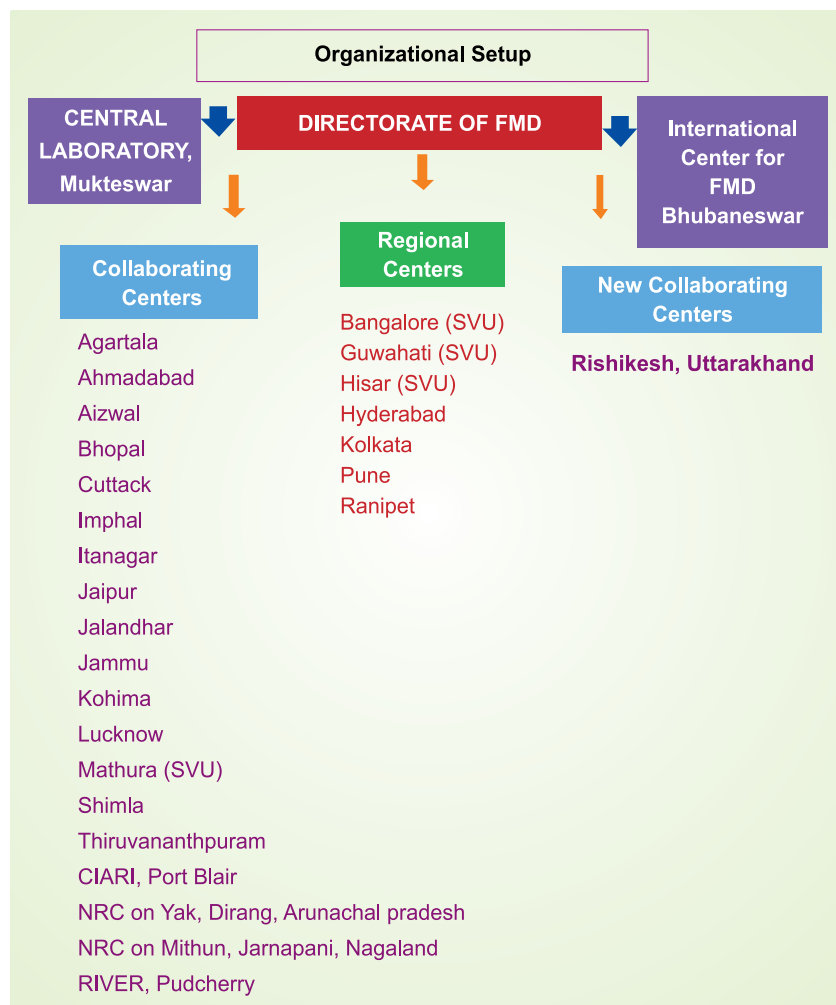 Organizational Setup
CENTRAL
LABORATORY,
Mukteswar
DIRECTORATE OF FMD
International
Center for
FMD
Bhubaneswar
Collaborating
Centers
Agartala
Ahmadabad
Aizwal
Bhopal
Cuttack
Imphal
Itanagar
Jaipur
Jalandhar
Jammu
Kohima
Lucknow
Mathura (SVU)
Shimla
Thiruvananthpuram
CIARI, Port Blair
NRC on Yak, Dirang, Arunachal pradesh
NRC on Mithun, Jarnapani, Nagaland
RIVER, Pudcherry
Regional
Centers
Bangalore (SVU)
Guwahati (SVU)
Hisar (SVU)
Hyderabad
Kolkata
Pune
Ranipet
New Collaborating
Centers
Rishikesh, Uttarakhand